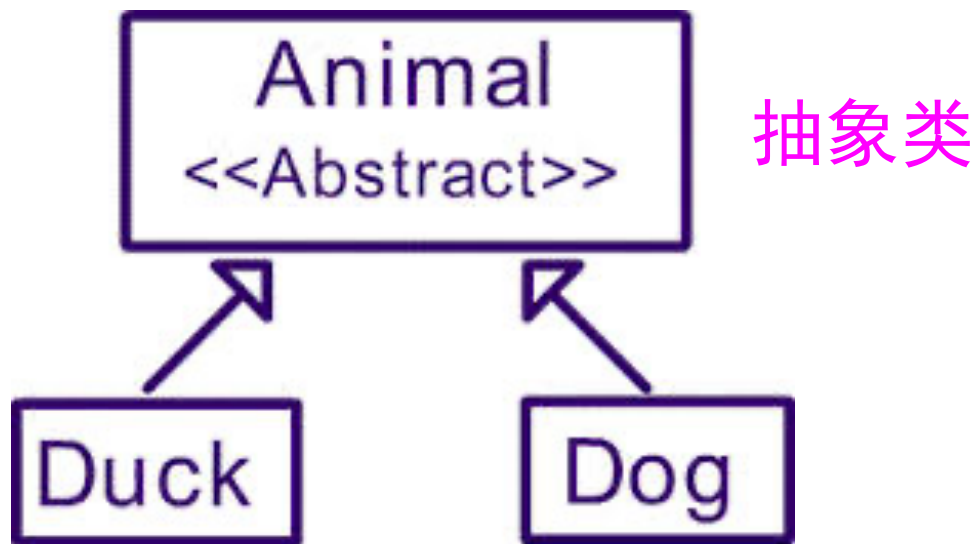 Animal
<<Abstract>>
抽象类
Duck
Dog